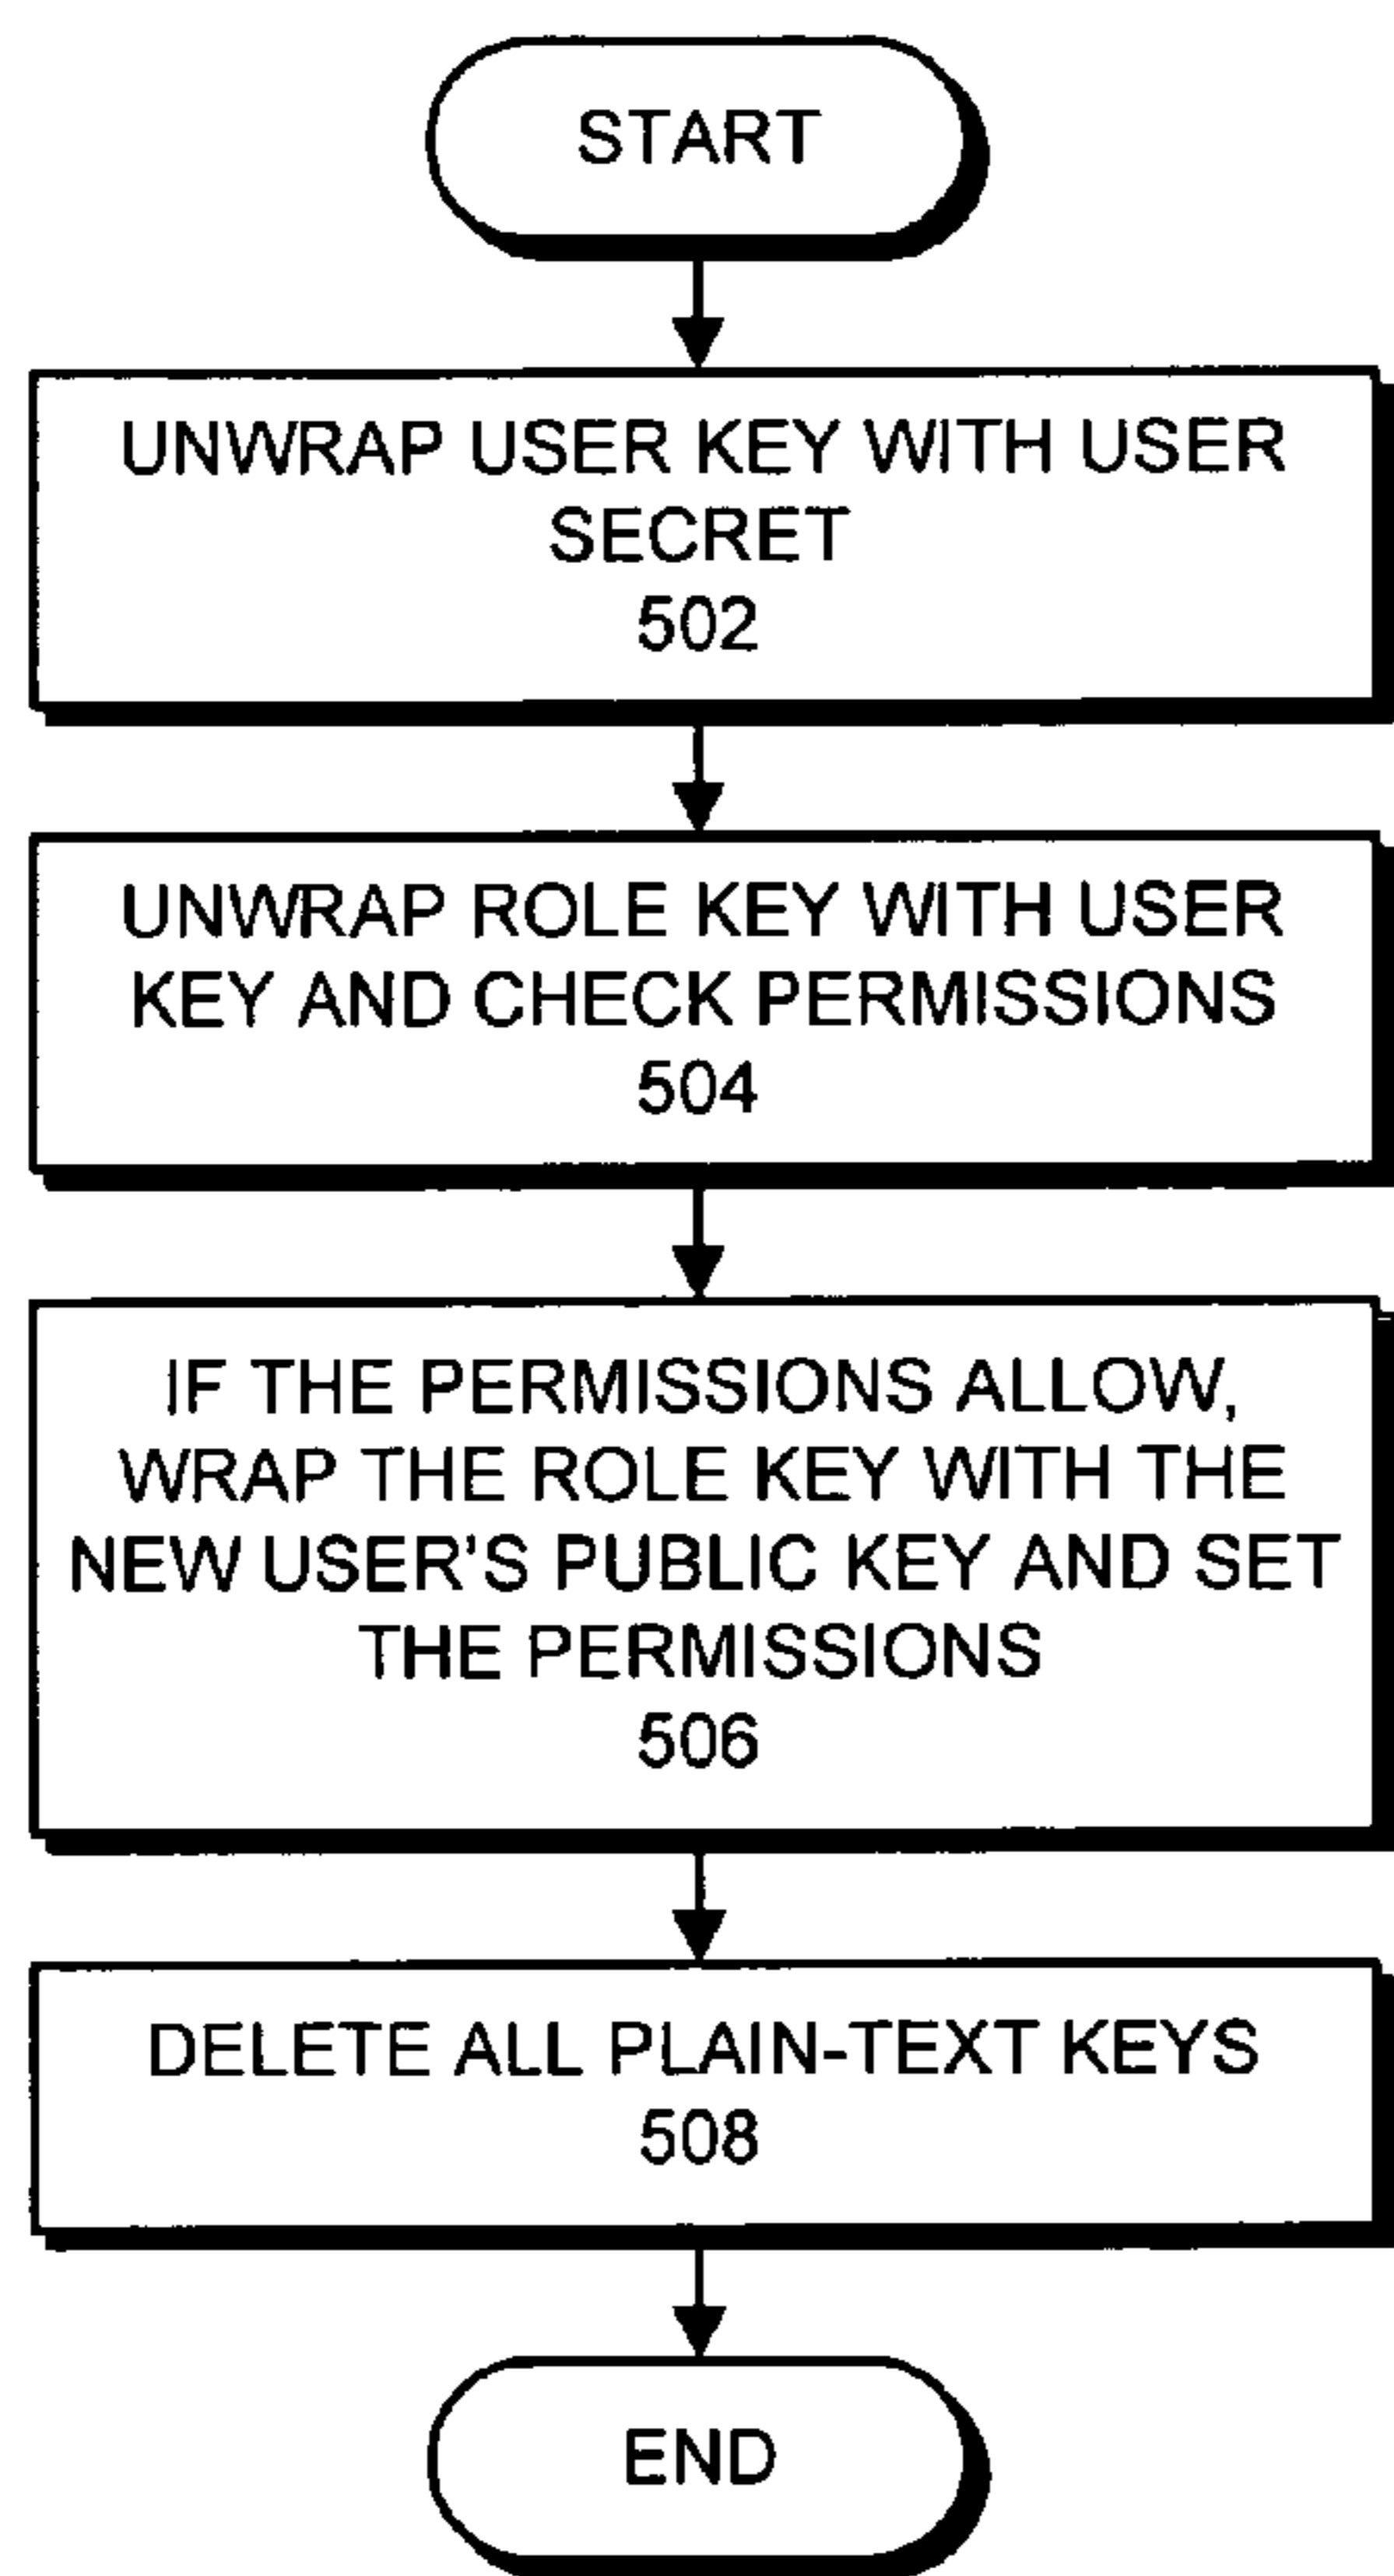 START
UNWRAP USER KEY WITH USER
SECRET
502
UNWRAP ROLE KEY WITH USER
KEY AND CHECK PERMISSIONS
504
IF THE PERMISSIONS ALLOW,
WRAP THE ROLE KEY WITH THE
NEW USER'S PUBLIC KEY AND SET
THE PERMISSIONS
506
DELETE ALL PLAIN-TEXT KEYS
508
END